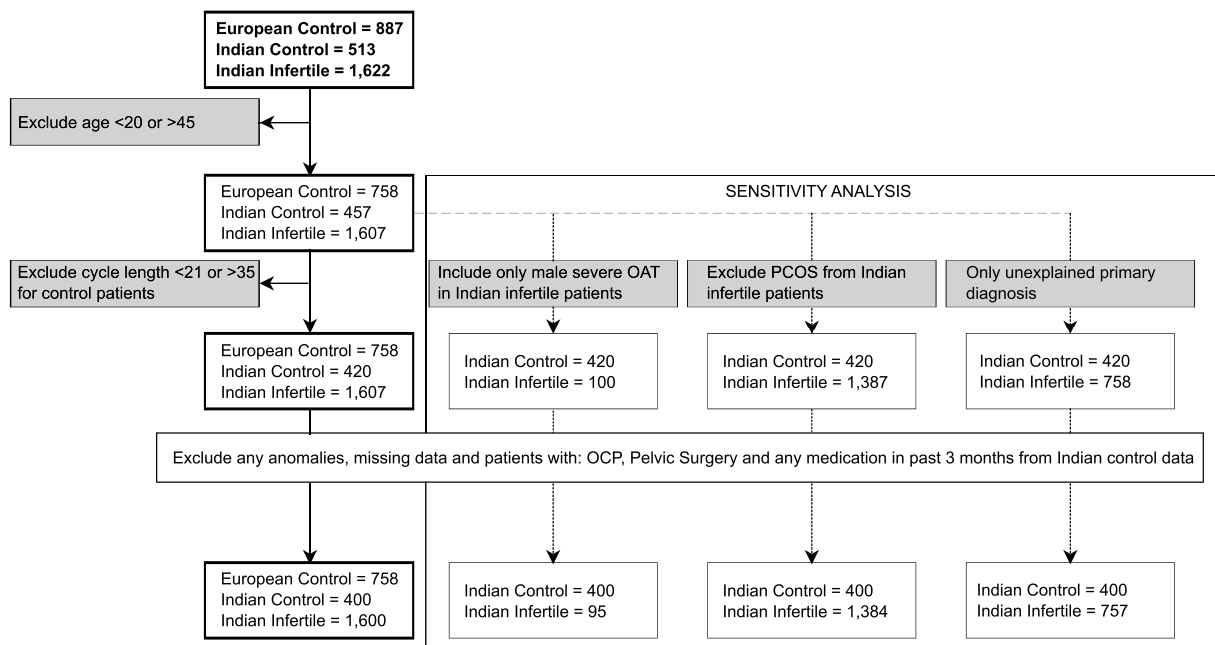 European Control = 887
Indian Control = 513
Indian Infertile = 1,622
Exclude age <20 or >45
European Control = 758
Indian Control = 457
Indian Infertile = 1,607
SENSITIVITY ANALYSIS
Exclude cycle length <21 or >35
for control patients
Include only male severe OAT
in Indian infertile patients
Exclude PCOS from Indian
infertile patients
Only unexplained primary
diagnosis
European Control = 758
Indian Control = 420
Indian Infertile = 1,607
Indian Control = 420
Indian Infertile = 100
Indian Control = 420
Indian Infertile = 1,387
Indian Control = 420
Indian Infertile = 758
Exclude any anomalies, missing data and patients with: OCP, Pelvic Surgery and any medication in past 3 months from Indian control data
European Control = 758
Indian Control = 400
Indian Infertile = 1,600
Indian Control = 400
Indian Infertile = 95
Indian Control = 400
Indian Infertile = 1,384
Indian Control = 400
Indian Infertile = 757